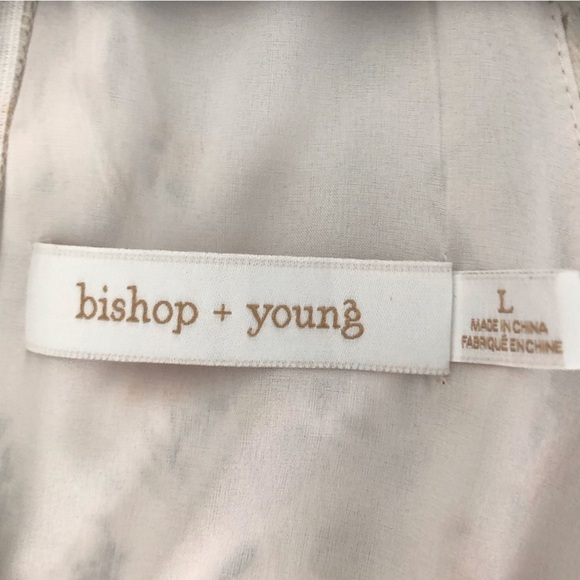 bishop + young
L
MADE IN CHINA
FABRIQUÉ EN CHINE